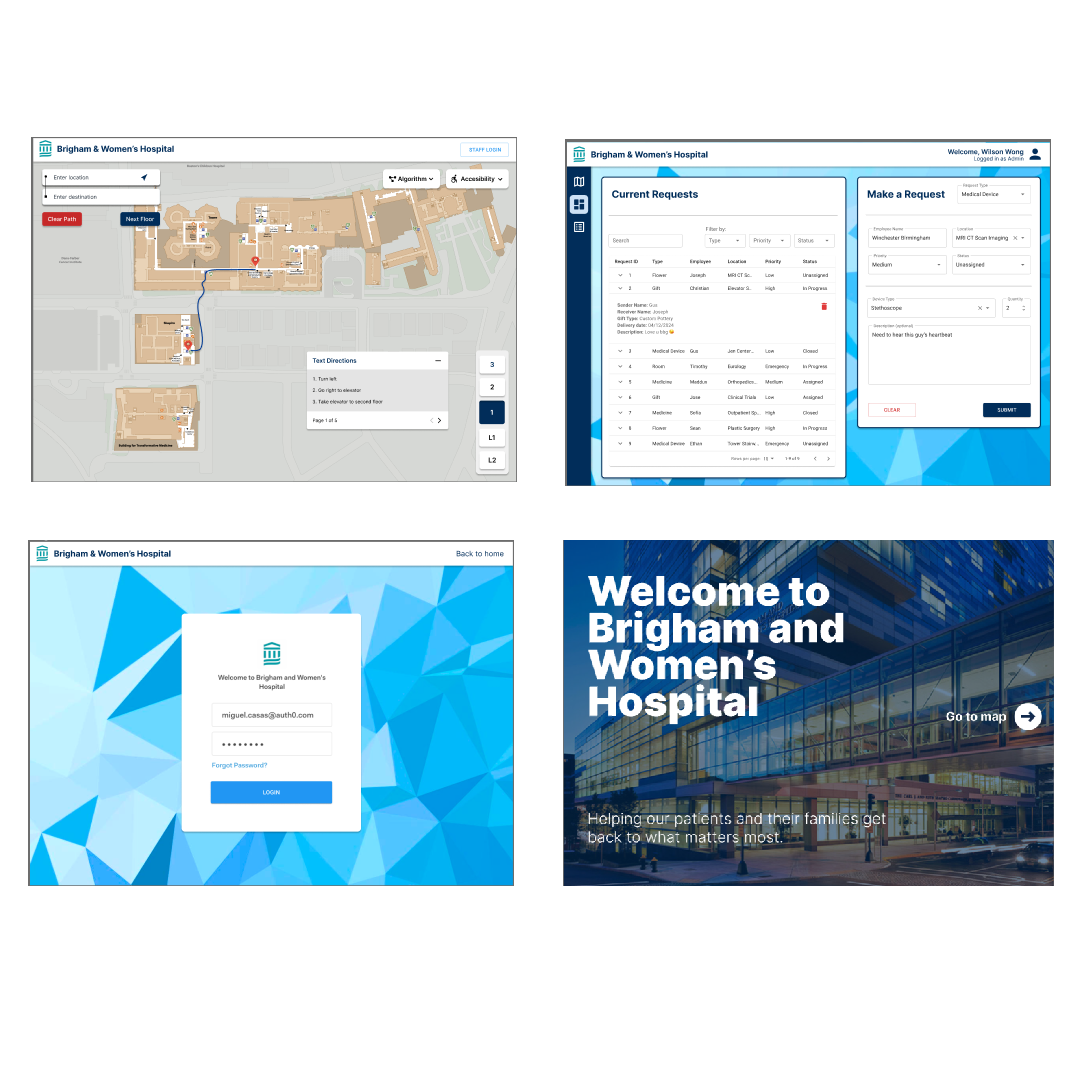 Brigham & Women's Hospital
STAFF LOGIN
Enter location
Enter destination
Clear Path
Next Floor
Algorithm
Accesibility
Text Directions
1. Turn left
2. Go right to elevator
3. Take elevator to second floor
Page 1 of 5
3
2
1
L1
L2
Building for Transformative Medicine
Brigham & Women's Hospital
Welcome, Wilson Wong
Logged in as Admin
Current Requests
Filter by:
Search
Type
Priority
Status
Request ID Type Employee Location Priority Status
1 Flower Joseph MRI CT Sc... Low Unassigned
2 Gift Christian Elevator S.. High In Progress
Sender Name: Gus
Receiver Name: Joseph
Gift Type: Custom Pottery
Delivery date: 04/12/2024
Description: Love u bbg 😘
3 Medical Device Gus Jen Center... Low Closed
4 Room Timothy Eurology Emergency In Progress
5 Medicine Maddux Orthopedics... Medium Assigned
6 Gift Jose Clinical Trials Low Assigned
7 Medicine Sofia Outpatient Sp... High Closed
8 Flower Sean Plastic Surgery High In Progress
9 Medical Device Ethan Tower Stairw... Emergency Unassigned
Rows per page: 10 1-9 of 9
Make a Request
Request Type
Medical Device
Employee Name
Winchester Birmingham
Location
MRI CT Scan Imaging
Priority
Medium
Status
Unassigned
Device Type
Stethoscope
Quantity
2
Description (optional)
Need to hear this guy's heartbeat
CLEAR
SUBMIT
Brigham & Women's Hospital
Back to home
Welcome to Brigham and Women's
Hospital
miguel.casas@auth0.com
Forgot Password?
LOGIN
Welcome to
Brigham and
Women's
Hospital
Go to map
Helping our patients and their families get
back to what matters most.